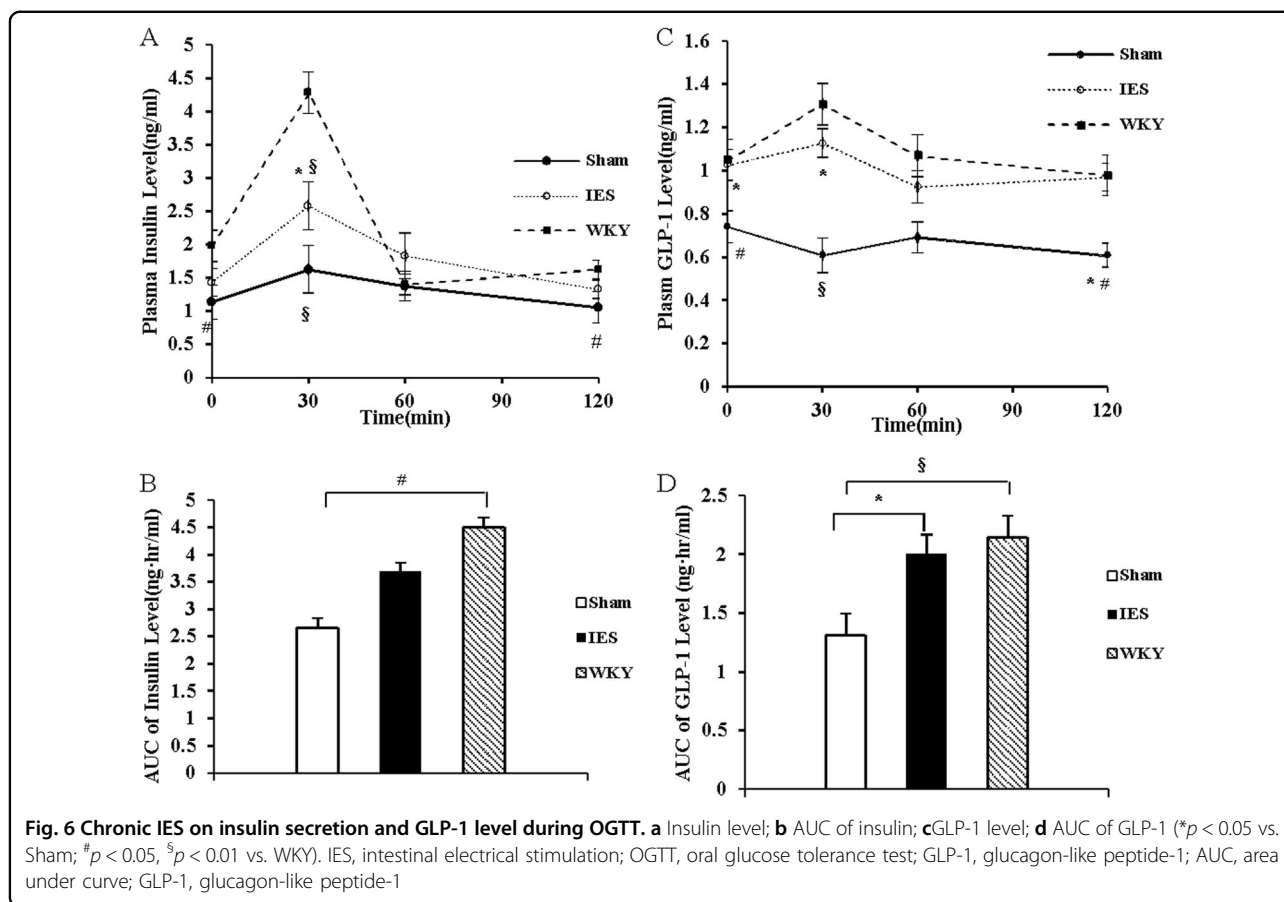 A
Plasma Insulin Level(ng/ml)
5
4.5
4
3.5
3
2.5
2
1.5
1
0.5
0
* §
§
#
#
0 30 60 90 120
Time(min)
Sham
IES
WKY
C
Plasm GLP-1 Level(ng/ml)
1.6
1.4
1.2
1
0.8
0.6
0.4
0.2
0
*
*
#
§
* #
0 30 60 90 120
Time(min)
Sham
IES
WKY
B
AUC of Insulin Level(ng·hr/ml)
5
4.5
4
3.5
3
2.5
2
1.5
1
0.5
0
#
Sham
IES
WKY
D
AUC of GLP-1 Level (ng·hr/ml)
2.5
2
1.5
1
0.5
0
§
*
Sham
IES
WKY
Fig. 6 Chronic IES on insulin secretion and GLP-1 level during OGTT. a Insulin level; b AUC of insulin; cGLP-1 level; d AUC of GLP-1 (*p < 0.05 vs.
Sham; #p < 0.05, §p < 0.01 vs. WKY). IES, intestinal electrical stimulation; OGTT, oral glucose tolerance test; GLP-1, glucagon-like peptide-1; AUC, area
under curve; GLP-1, glucagon-like peptide-1